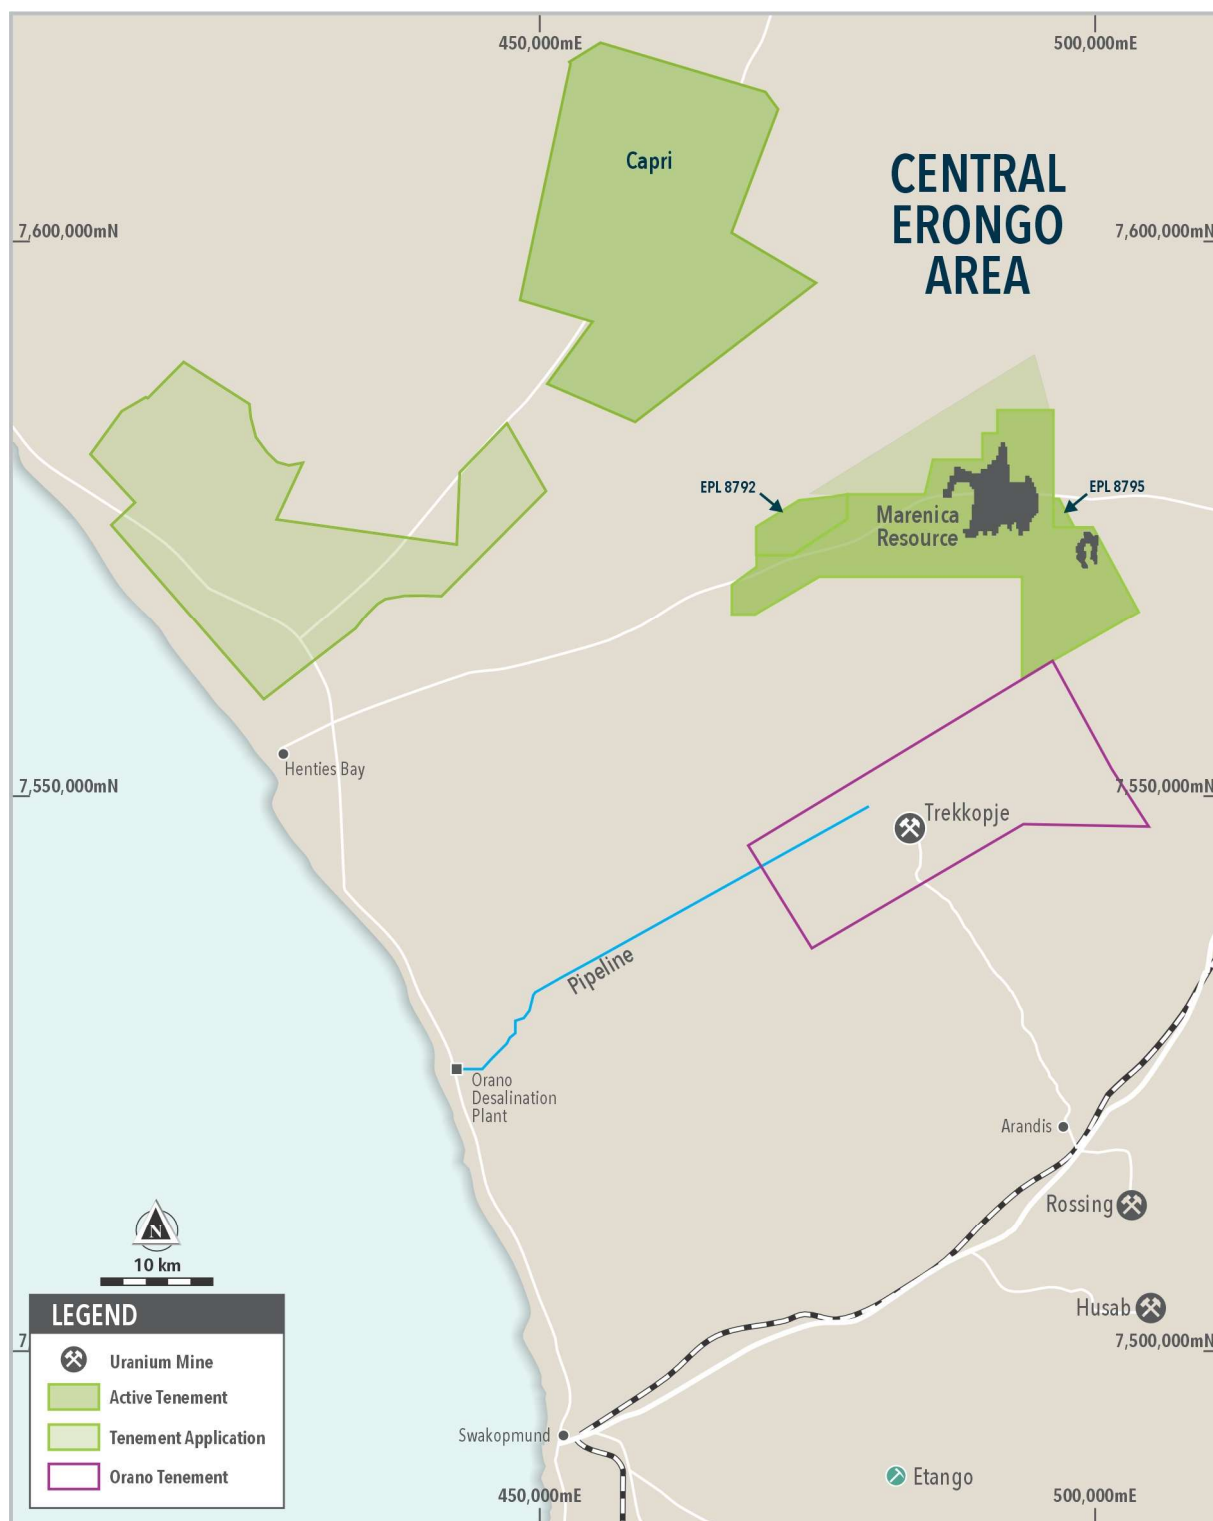 450,000mE
500,000mE
Capri
CENTRAL
ERONGO
AREA
7,600,000mN
7,600,000mN
EPL 8792
EPL 8795
Marenica
Resource
Henties Bay
7,550,000mN
7,550,000mN
Trekkopje
Pipeline
Orano
Desalination
Plant
Arandis
Rossing
N
10 km
Husab
LEGEND
7,
7,500,000mN
Uranium Mine
Active Tenement
Tenement Application
Orano Tenement
Swakopmund
Etango
450,000mE
500,000mE